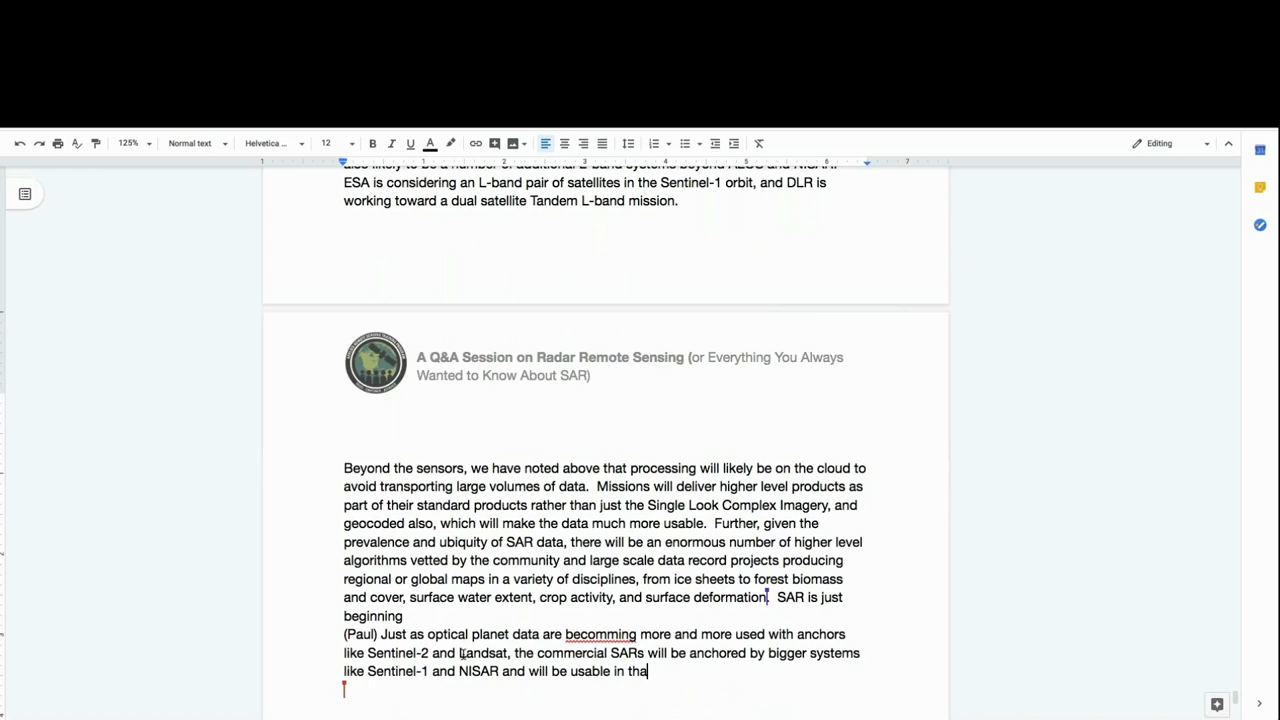 125%
Normal text
Helvetica ...
12
Editing
1 1 2 3 4 5 6 7
ESA is considering an L-band pair of satellites in the Sentinel-1 orbit, and DLR is
working toward a dual satellite Tandem L-band mission.
A Q&A Session on Radar Remote Sensing (or Everything You Always
Wanted to Know About SAR)
Beyond the sensors, we have noted above that processing will likely be on the cloud to
avoid transporting large volumes of data.  Missions will deliver higher level products as
part of their standard products rather than just the Single Look Complex Imagery, and
geocoded also, which will make the data much more usable.  Further, given the
prevalence and ubiquity of SAR data, there will be an enormous number of higher level
algorithms vetted by the community and large scale data record projects producing
regional or global maps in a variety of disciplines, from ice sheets to forest biomass
and cover, surface water extent, crop activity, and surface deformation.  SAR is just
beginning
(Paul) Just as optical planet data are becomming more and more used with anchors
like Sentinel-2 and Landsat, the commercial SARs will be anchored by bigger systems
like Sentinel-1 and NISAR and will be usable in tha